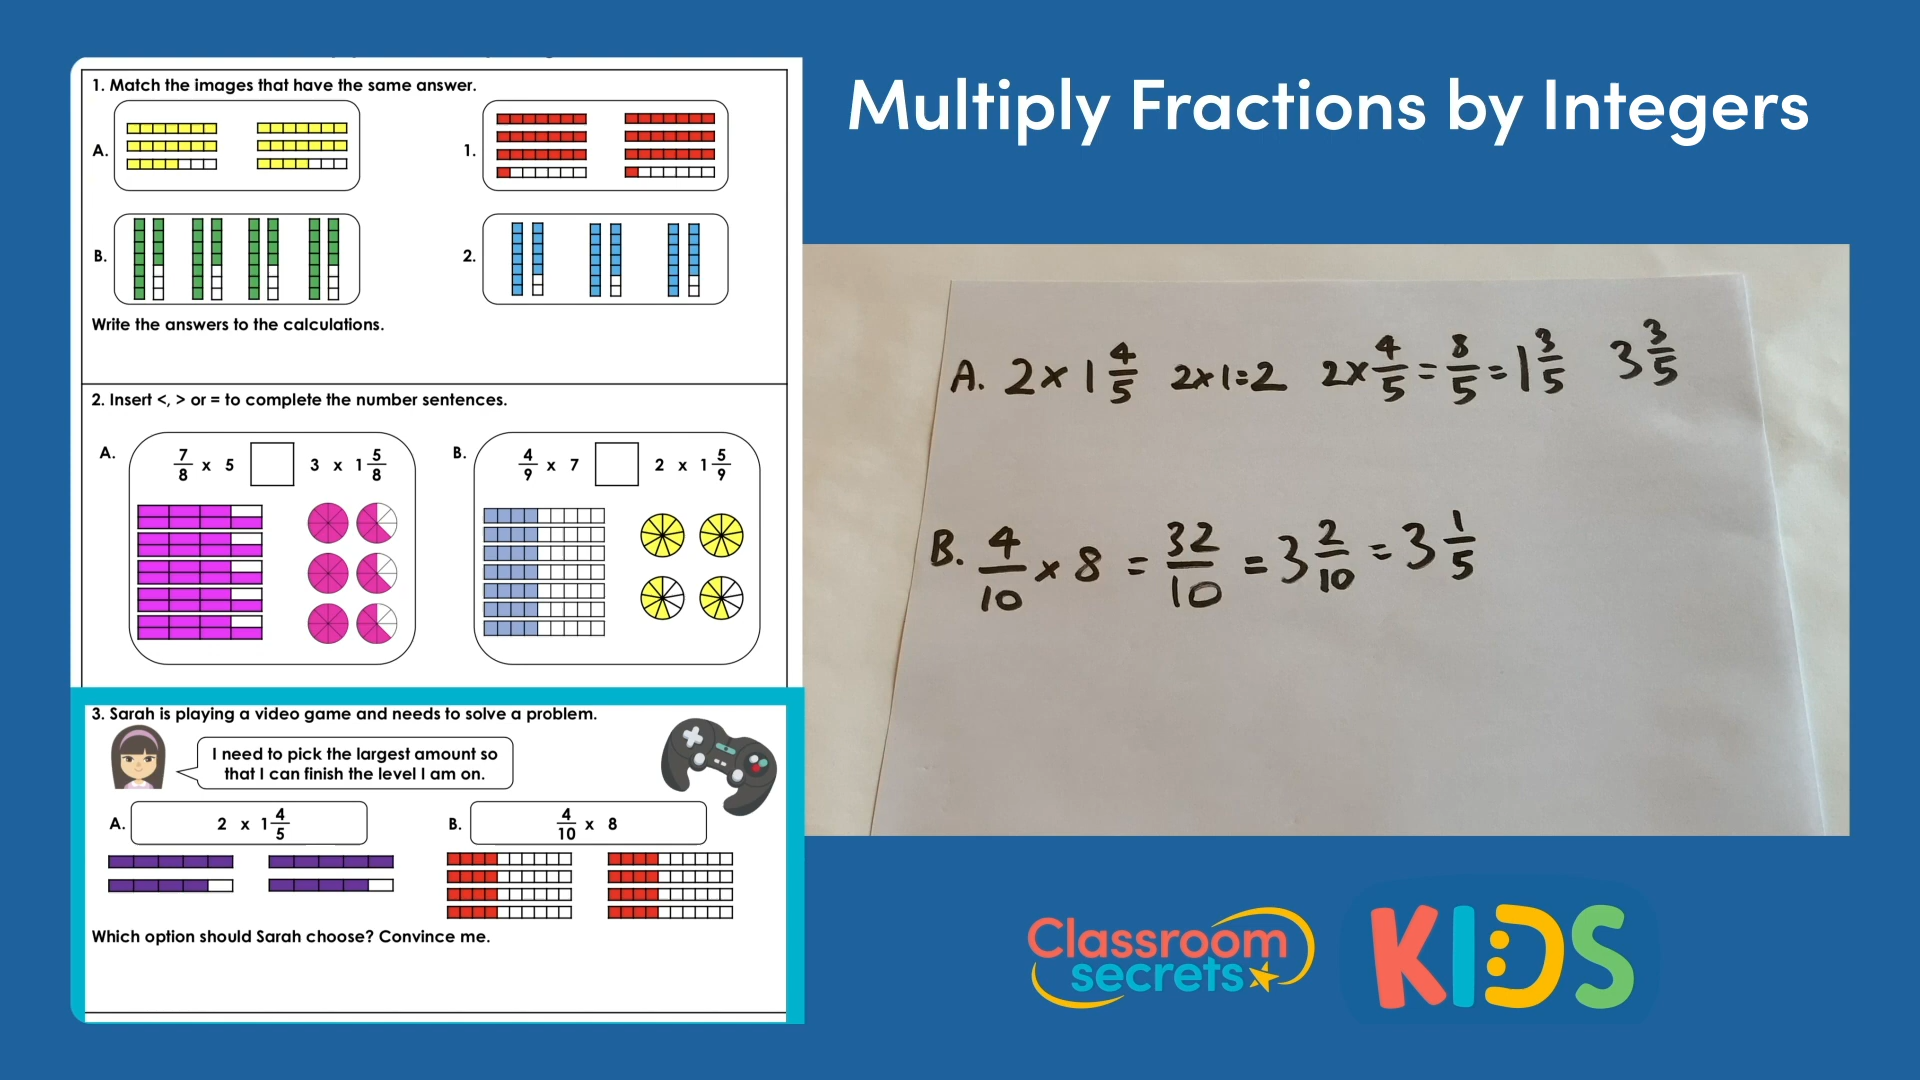 Multiply Fractions by Integers
1. Match the images that have the same answer.
A.
1.
B.
2.
Write the answers to the calculations.
2. Insert <, > or = to complete the number sentences.
A. 7/8 x 5 3 x 1 5/8
B. 4/9 x 7 2 x 1 5/9
3. Sarah is playing a video game and needs to solve a problem.
I need to pick the largest amount so
that I can finish the level I am on.
A. 2 x 1 4/5
B. 4/10 x 8
Which option should Sarah choose? Convince me.
A. 2 x 1 4/5 2x1=2 2x 4/5 = 8/5 = 1 3/5 3 3/5
B. 4/10 x 8 = 32/10 = 3 2/10 = 3 1/5
Classroom
secrets
KIDS